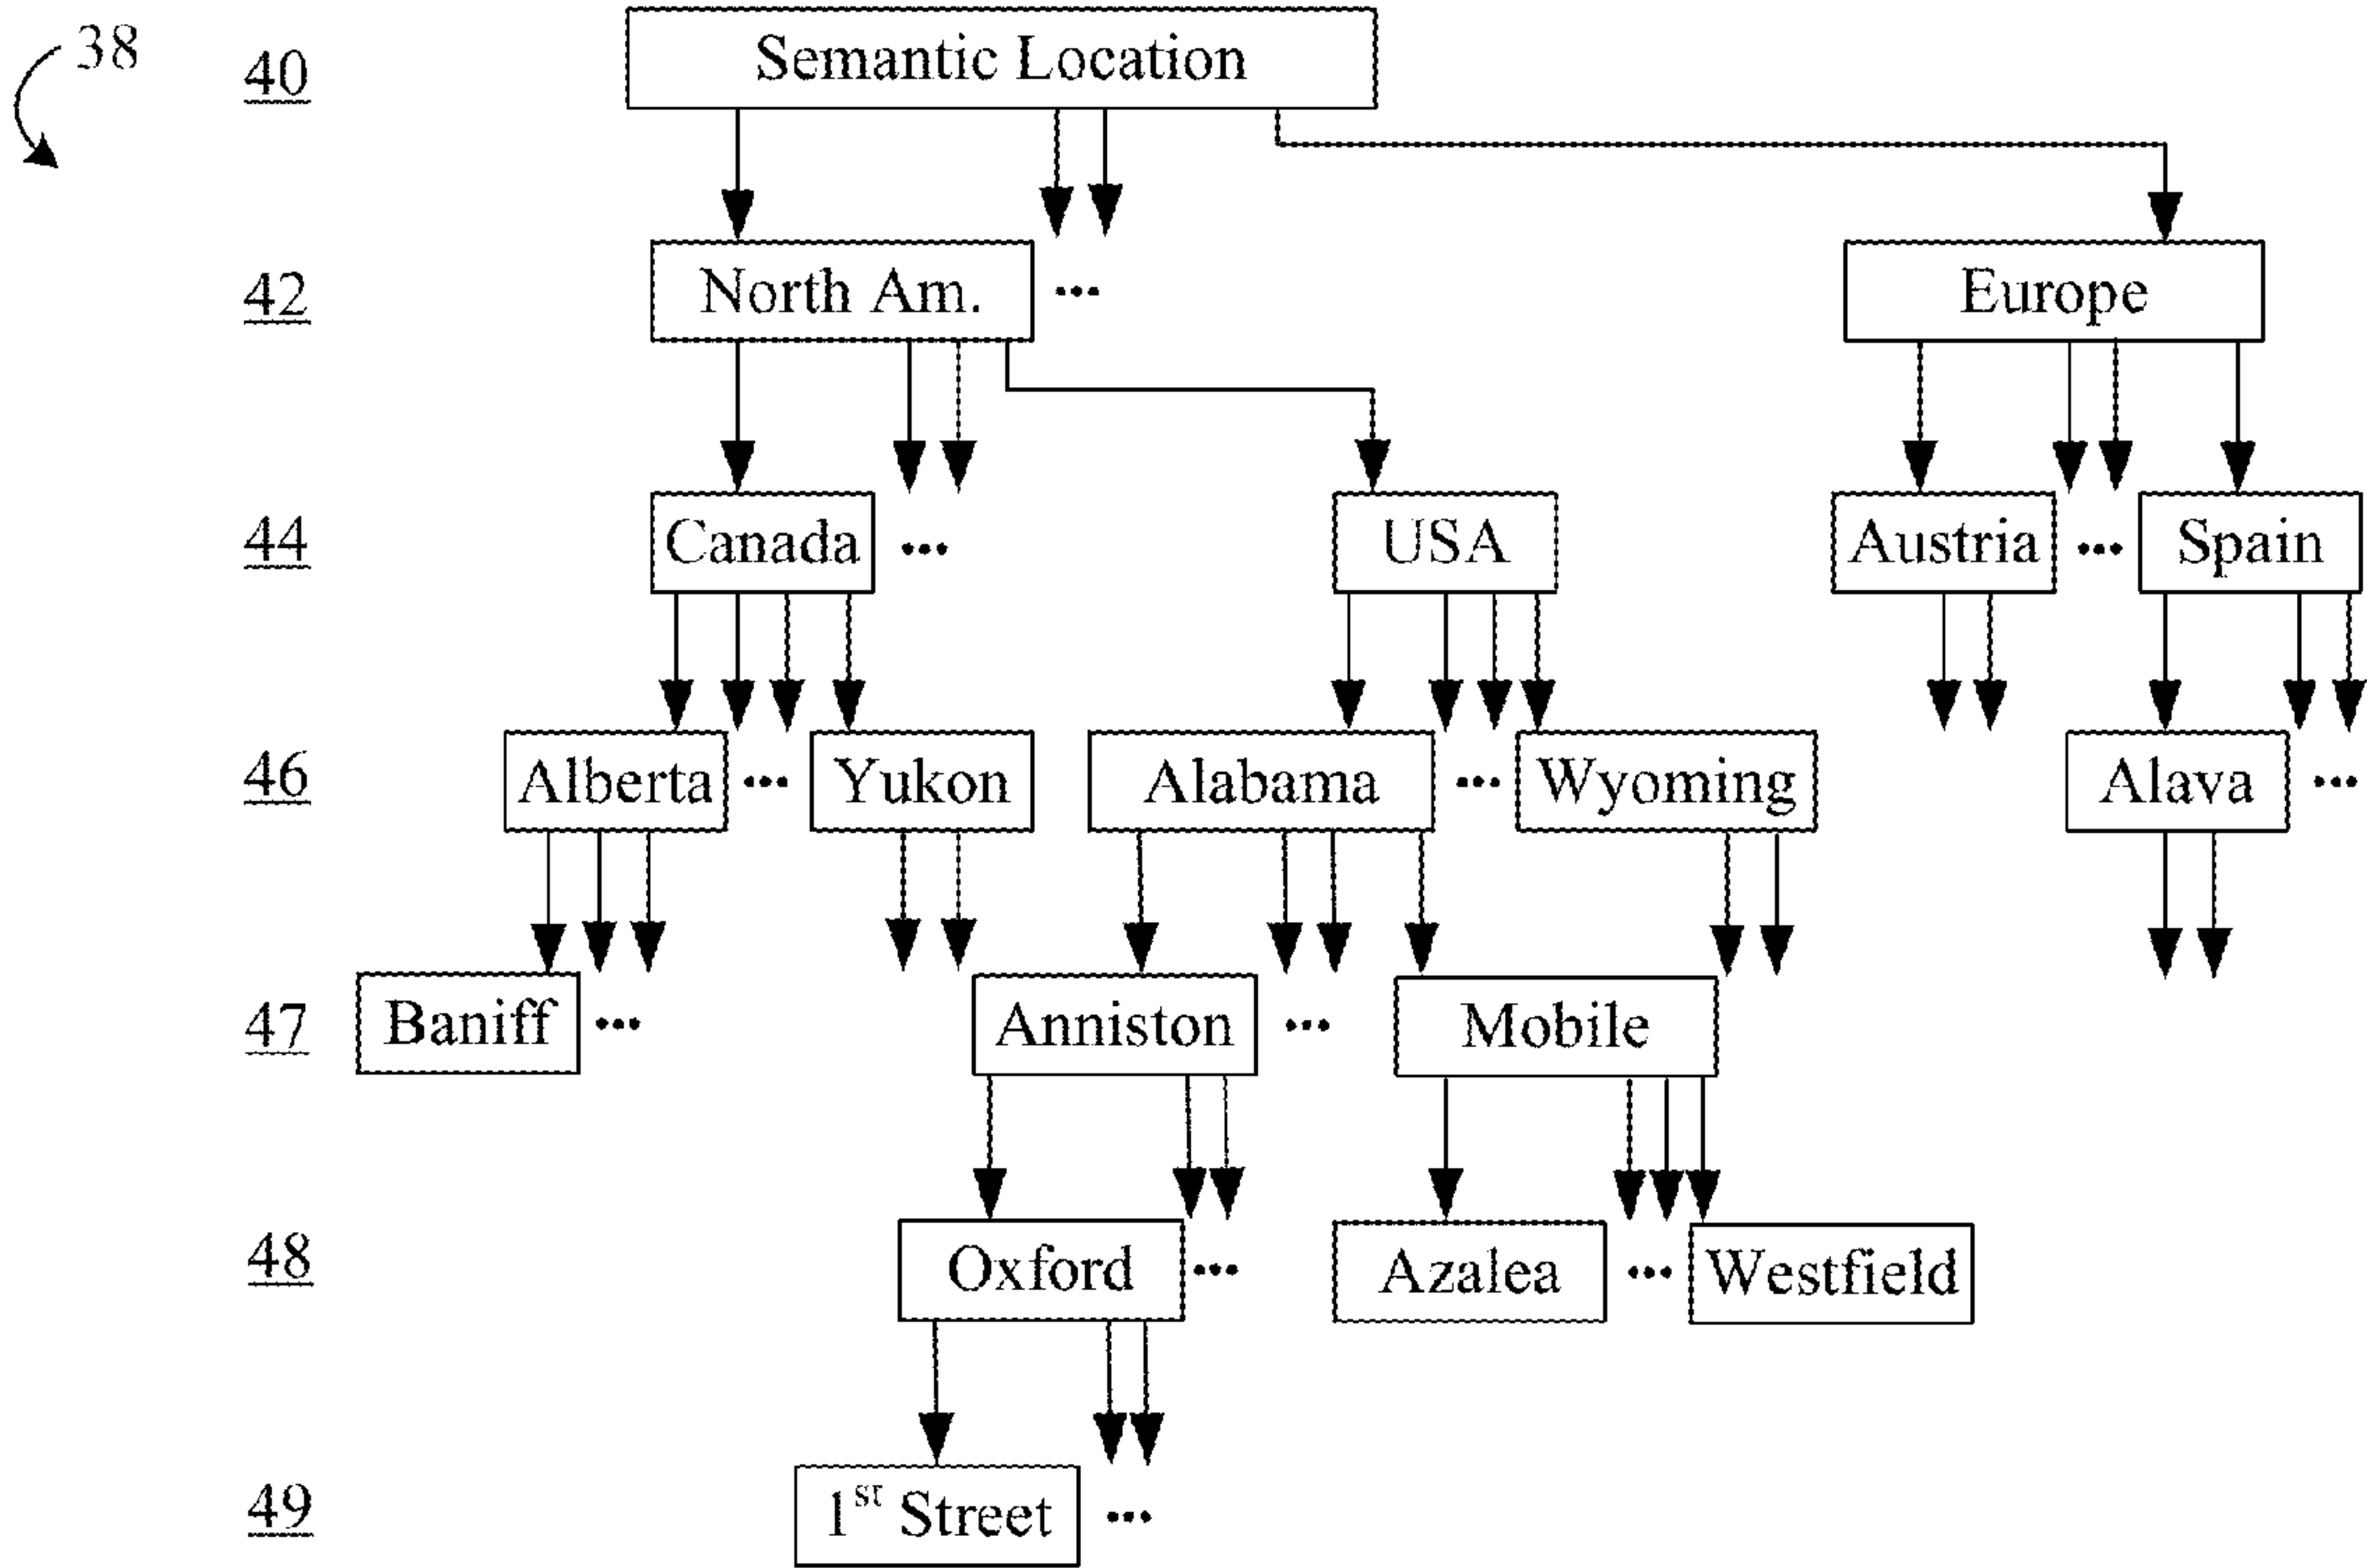 38
40 Semantic Location
42 North Am. ... Europe
44 Canada ... USA Austria ... Spain
46 Alberta ... Yukon Alabama ... Wyoming Alava ...
47 Baniff ... Anniston ... Mobile
48 Oxford ... Azalea ... Westfield
49 1st Street ...